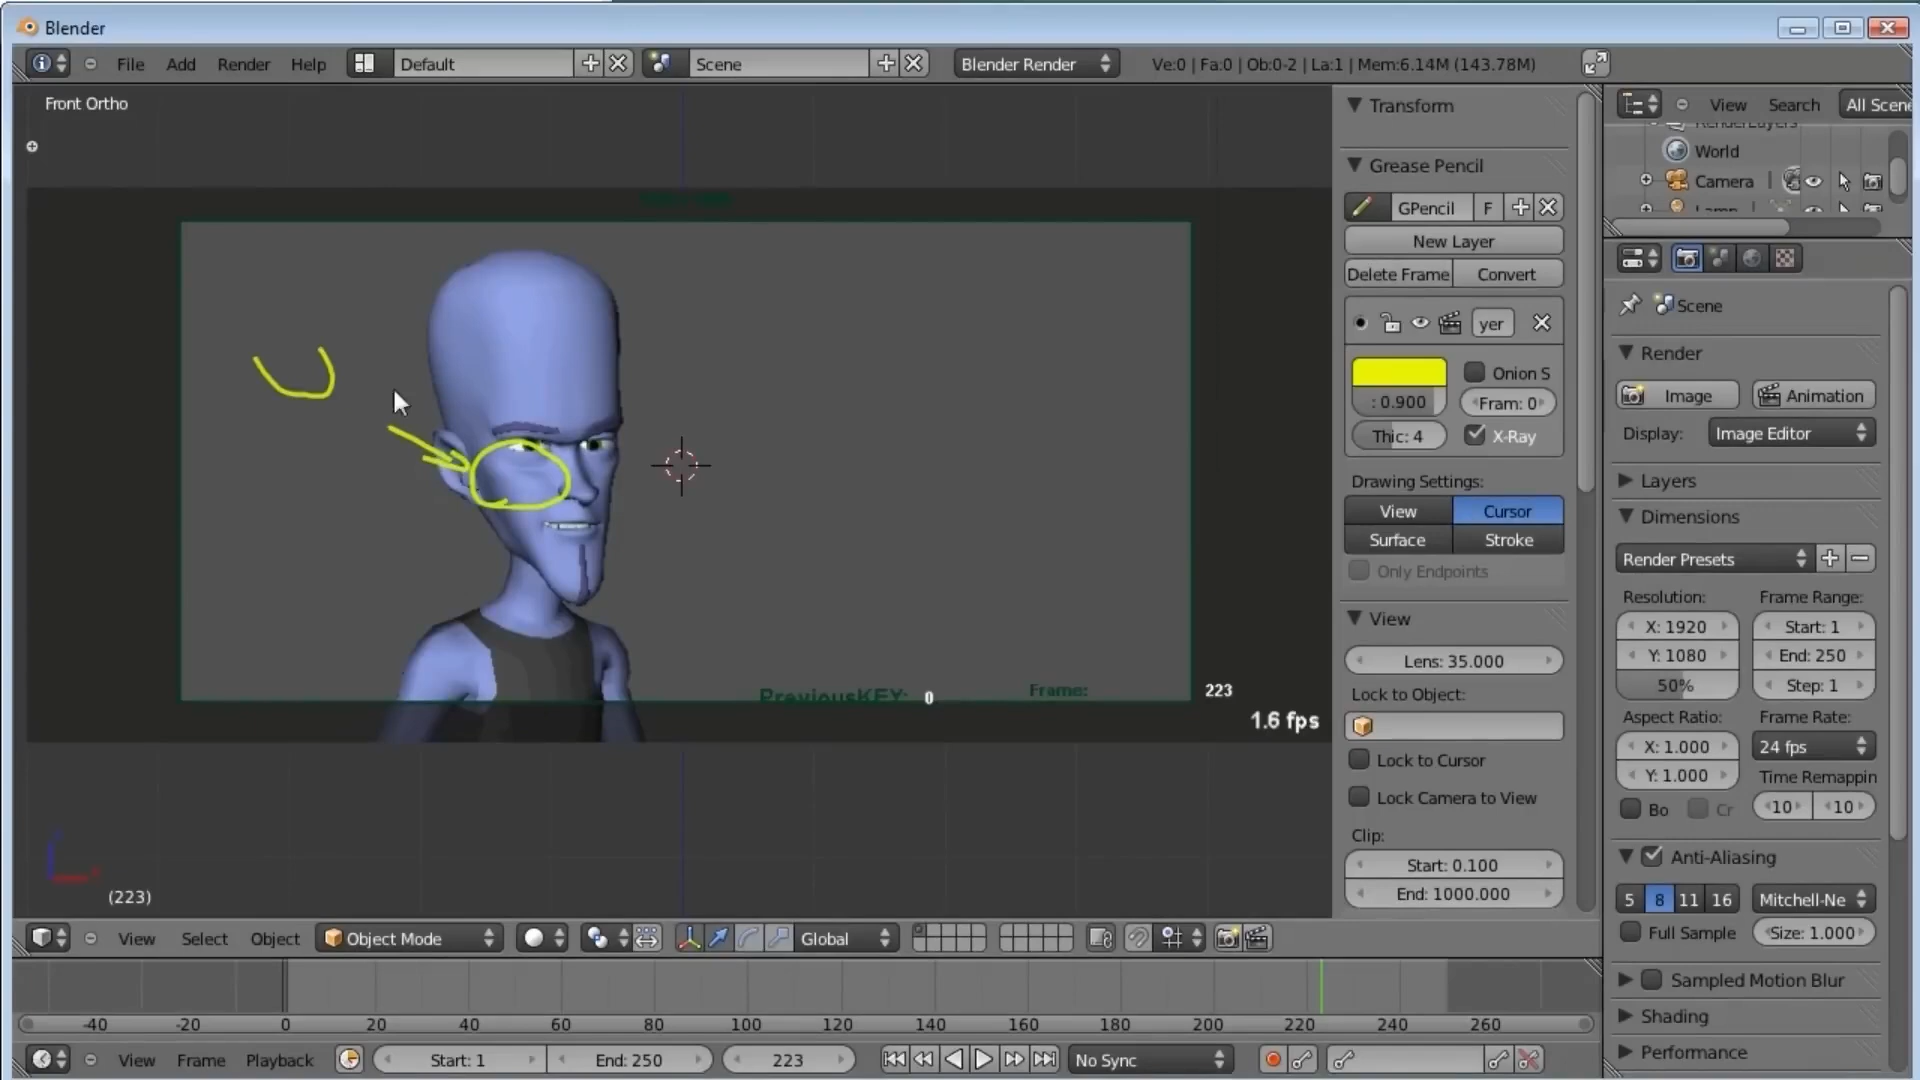 Blender
File Add Render Help Default Scene Blender Render Ve:0 | Fa:0 | Ob:0-2 | La:1 | Mem:6.14M (143.78M)
Front Ortho
PreviousKEY: 0
Frame:
223
1.6 fps
(223)
Transform
Grease Pencil
GPencil F
New Layer
Delete Frame Convert
yer
Onion S
: 0.900 Fram: 0
Thic: 4 X-Ray
Drawing Settings:
View Cursor
Surface Stroke
Only Endpoints
View
Lens: 35.000
Lock to Object:
Lock to Cursor
Lock Camera to View
Clip:
Start: 0.100
End: 1000.000
View Search All Scene
RenderLayers
World
Camera
Lamp
Scene
Render
Image Animation
Display: Image Editor
Layers
Dimensions
Render Presets
Resolution: Frame Range:
X: 1920 Start: 1
Y: 1080 End: 250
50% Step: 1
Aspect Ratio: Frame Rate:
X: 1.000 24 fps
Y: 1.000 Time Remappin
Bo Cr 10 10
Anti-Aliasing
5 8 11 16 Mitchell-Ne
Full Sample Size: 1.000
Sampled Motion Blur
Shading
Performance
View Select Object Object Mode Global
-40 -20 0 20 40 60 80 100 120 140 160 180 200 220 240 260
View Frame Playback Start: 1 End: 250 223 No Sync